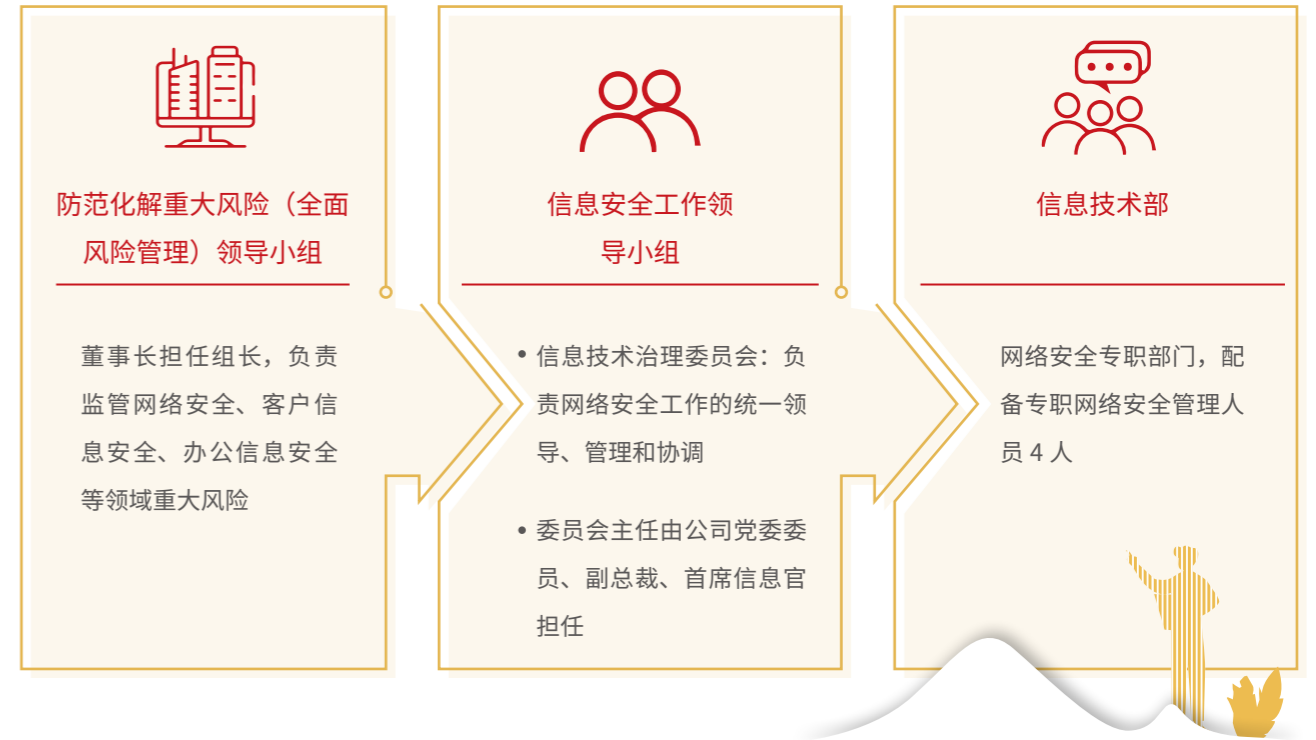 防范化解重大风险（全面
风险管理）领导小组
董事长担任组长，负责
监管网络安全、客户信
息安全、办公信息安全
等领域重大风险
信息安全工作领
导小组
• 信息技术治理委员会：负
责网络安全工作的统一领
导、管理和协调
• 委员会主任由公司党委委
员、副总裁、首席信息官
担任
信息技术部
网络安全专职部门，配
备专职网络安全管理人
员 4 人